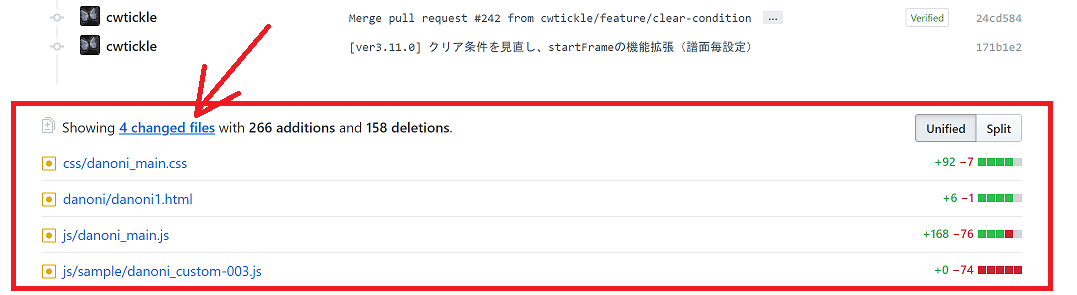 cwtickle Merge pull request #242 from cwtickle/feature/clear-condition ... Verified 24cd584
cwtickle [ver3.11.0] クリア条件を見直し、startFrameの機能拡張（譜面毎設定） 171b1e2
Showing 4 changed files with 266 additions and 158 deletions. Unified Split
css/danoni_main.css +92 −7
danoni/danoni1.html +6 −1
js/danoni_main.js +168 −76
js/sample/danoni_custom-003.js +0 −74